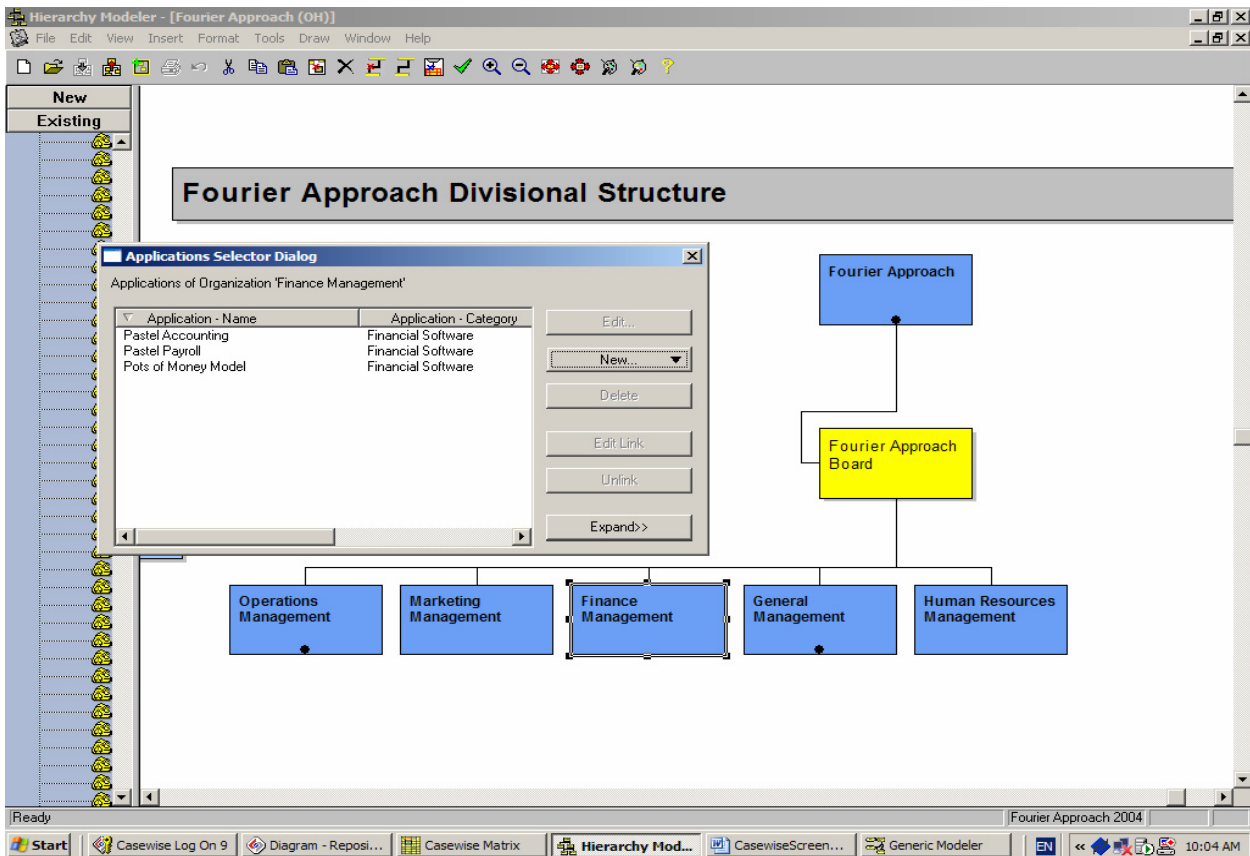 Hierarchy Modeler - [Fourier Approach (OH)]
File Edit View Insert Format Tools Draw Window Help
New
Existing
Fourier Approach Divisional Structure
Applications Selector Dialog
Applications of Organization 'Finance Management'
Application - Name Application - Category
Pastel Accounting Financial Software
Pastel Payroll Financial Software
Pots of Money Model Financial Software
Edit...
New...
Delete
Edit Link
Unlink
Expand>>
Fourier Approach
Fourier Approach
Board
Operations
Management
Marketing
Management
Finance
Management
General
Management
Human Resources
Management
Ready
Fourier Approach 2004
Start Casewise Log On 9 Diagram - Reposi... Casewise Matrix Hierarchy Mod... CasewiseScreen... Generic Modeler EN « 10:04 AM